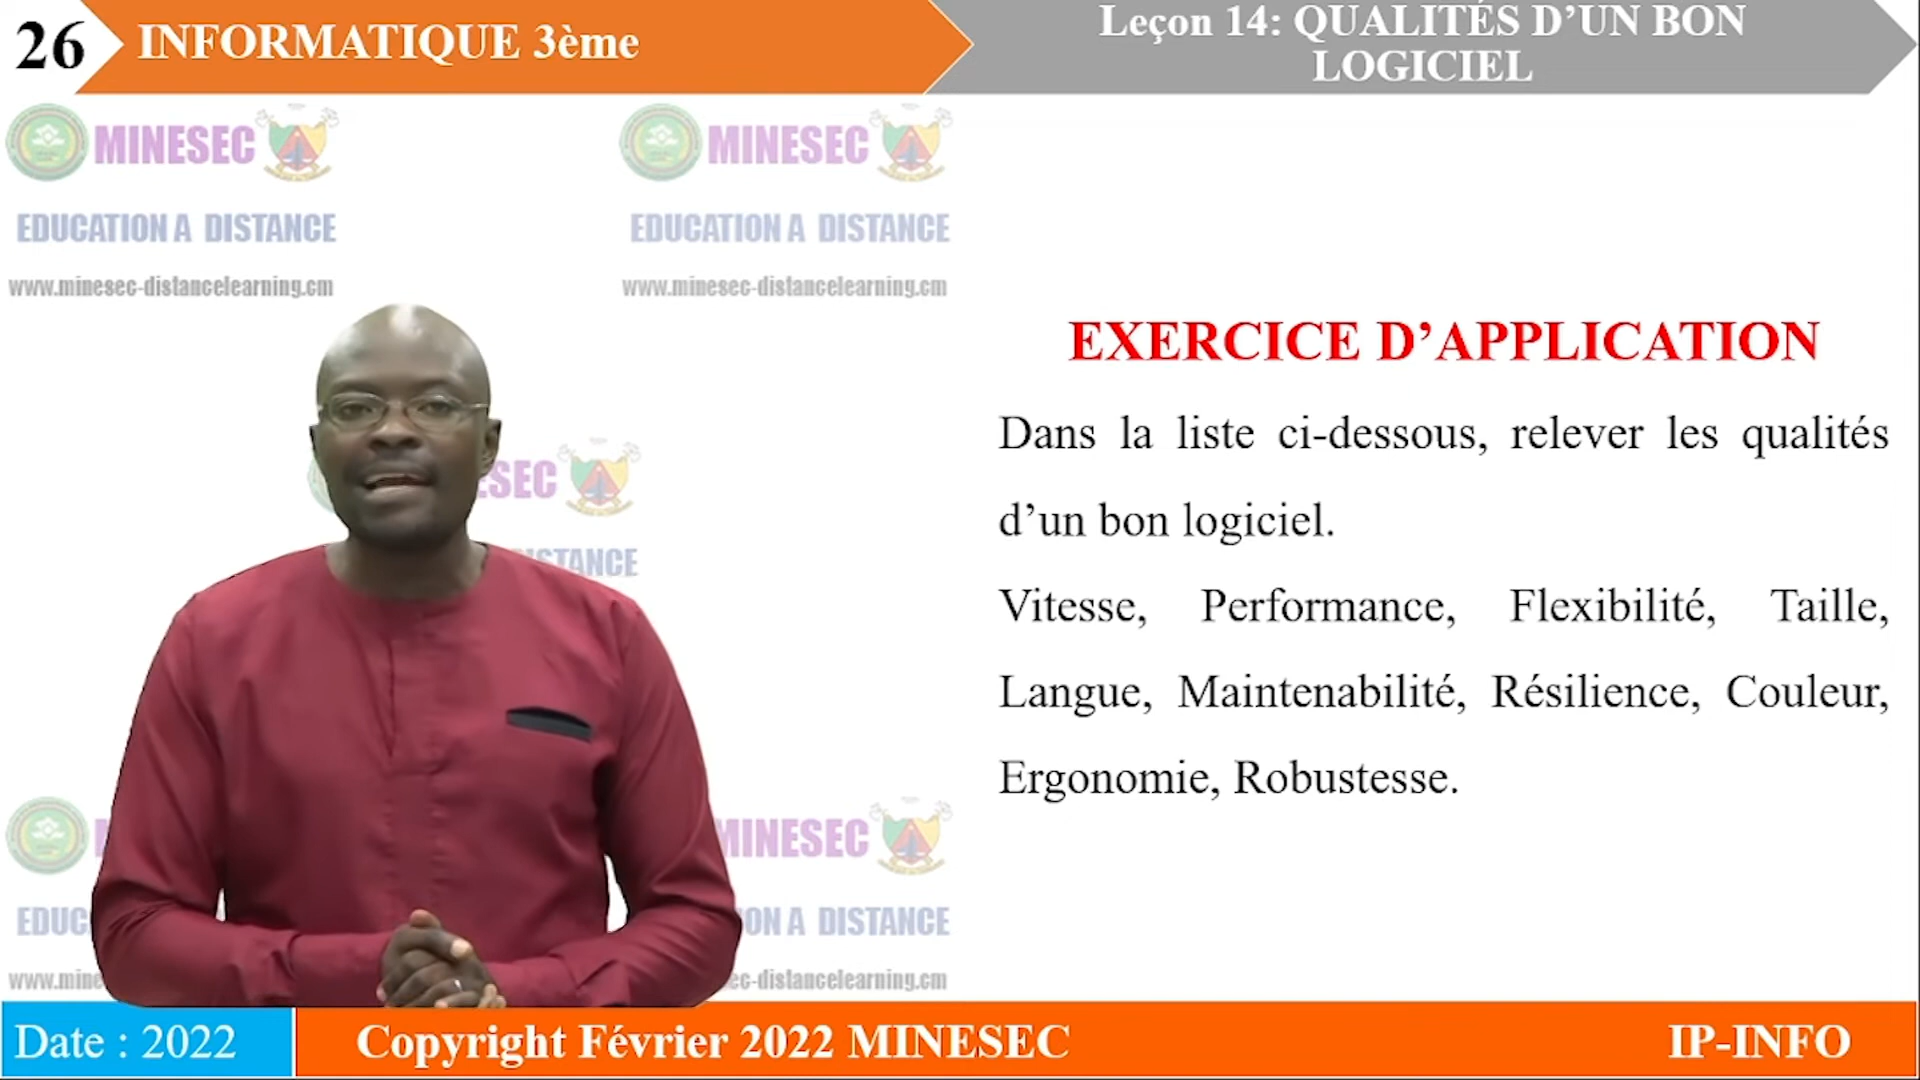 26
INFORMATIQUE 3ème
Leçon 14: QUALITÉS D’UN BON
LOGICIEL
MINESEC
EDUCATION A DISTANCE
www.minesec-distancelearning.cm
MINESEC
EDUCATION A DISTANCE
www.minesec-distancelearning.cm
EXERCICE D’APPLICATION
Dans la liste ci-dessous, relever les qualités
d’un bon logiciel.
Vitesse, Performance, Flexibilité, Taille,
Langue, Maintenabilité, Résilience, Couleur,
Ergonomie, Robustesse.
MINESEC
DISTANCE
Date : 2022
Copyright Février 2022 MINESEC
IP-INFO